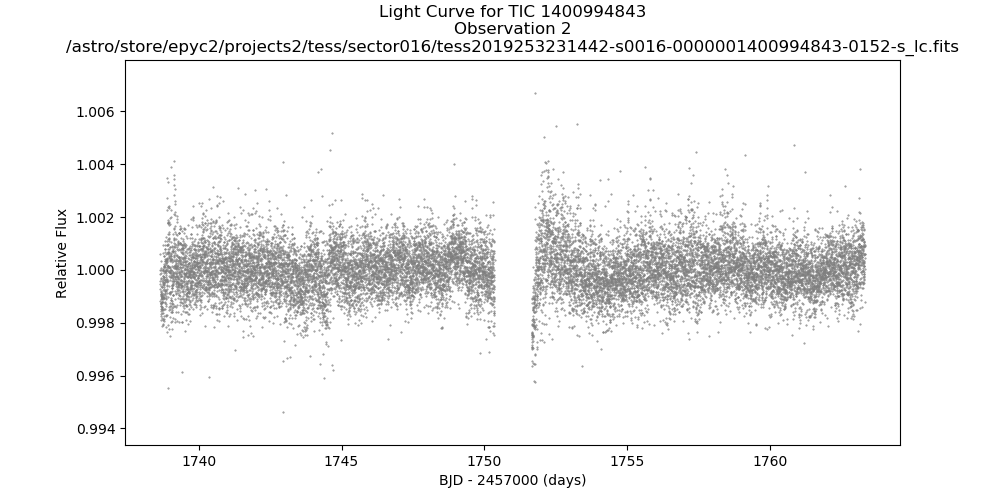 Light Curve for TIC 1400994843
Observation 2
/astro/store/epyc2/projects2/tess/sector016/tess2019253231442-s0016-0000001400994843-0152-s_lc.fits
1.006
1.004
1.002
1.000
0.998
0.996
0.994
Relative Flux
1740
1745
1750
1755
1760
BJD - 2457000 (days)